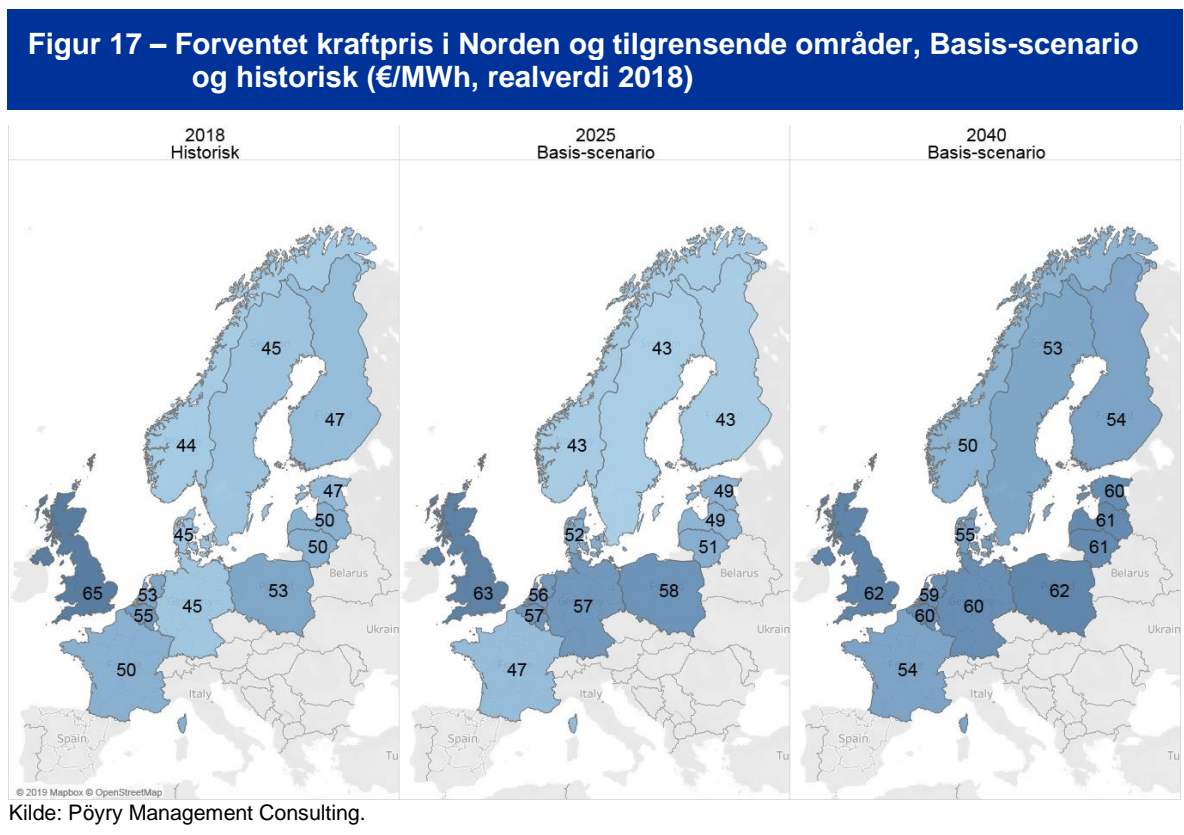 Figur 17 – Forventet kraftpris i Norden og tilgrensende områder, Basis-scenario
og historisk (€/MWh, realverdi 2018)
2018
Historisk
2025
Basis-scenario
2040
Basis-scenario
45
47
44
47
50
50
45
65
53
55
45
53
50
Belarus
Ukrain
Italy
Spain
© 2019 Mapbox © OpenStreetMap
43
43
43
49
49
51
52
63
56
57
57
58
47
Belarus
Ukrain
Italy
Spain
Tu
53
54
50
60
61
61
55
62
59
60
60
62
54
Belarus
Ukrain
Italy
Spain
Tu
Kilde: Pöyry Management Consulting.